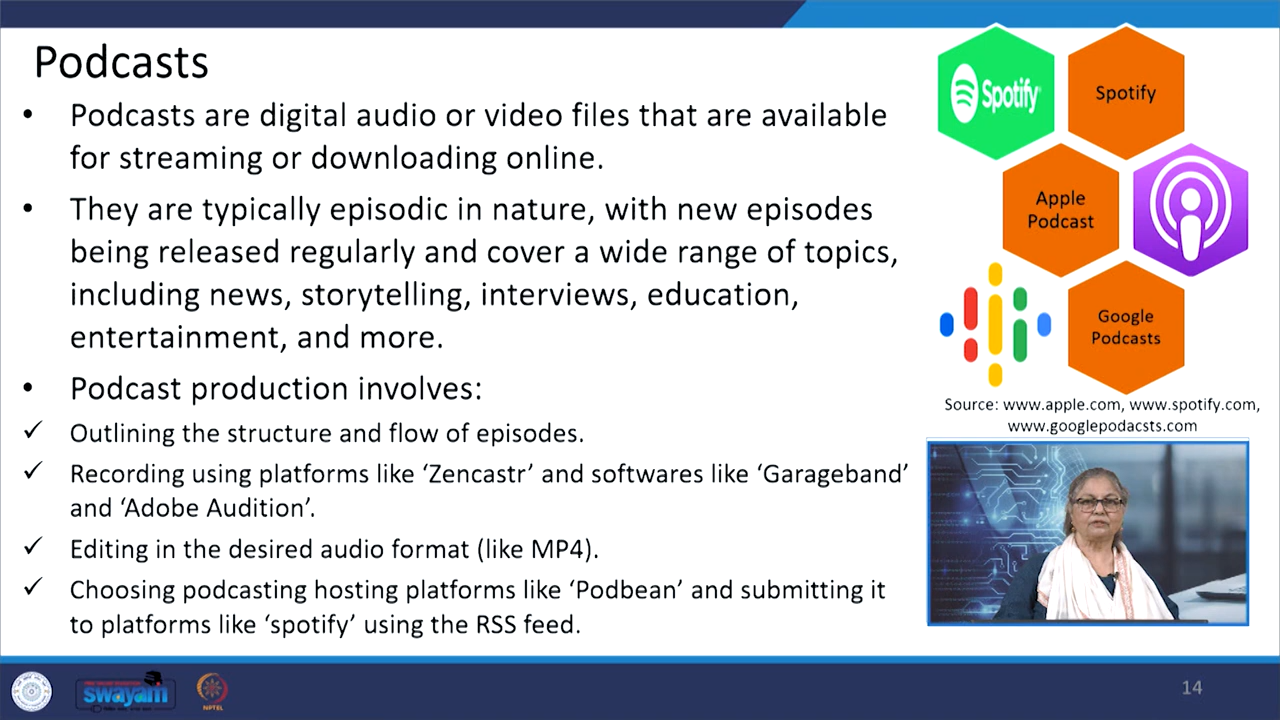 Podcasts
• Podcasts are digital audio or video files that are available
for streaming or downloading online.
• They are typically episodic in nature, with new episodes
being released regularly and cover a wide range of topics,
including news, storytelling, interviews, education,
entertainment, and more.
• Podcast production involves:
✓ Outlining the structure and flow of episodes.
✓ Recording using platforms like ‘Zencastr’ and softwares like ‘Garageband’
and ‘Adobe Audition’.
✓ Editing in the desired audio format (like MP4).
✓ Choosing podcasting hosting platforms like ‘Podbean’ and submitting it
to platforms like ‘spotify’ using the RSS feed.
Spotify
Spotify
Apple
Podcast
Google
Podcasts
Source: www.apple.com, www.spotify.com,
www.googlepodacsts.com
swayam
NPTEL
14